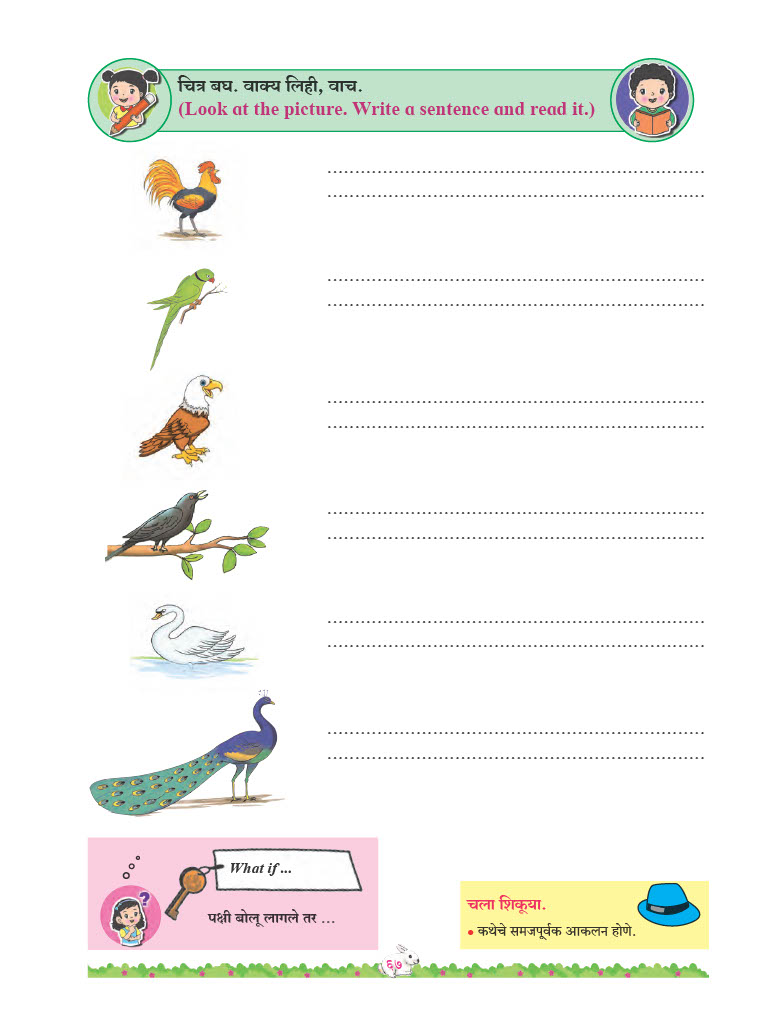 चित्र बघ. वाक्य लिही, वाच.
(Look at the picture. Write a sentence and read it.)
What if ...
पक्षी बोलू लागले तर ...
चला शिकूया.
• कथेचे समजपूर्वक आकलन होणे.
६७